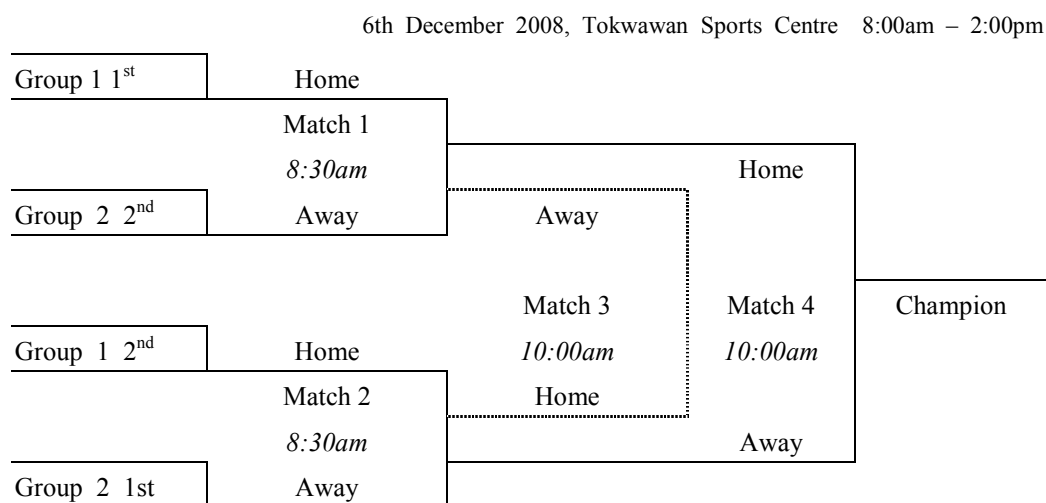 6th December 2008, Tokwawan Sports Centre 8:00am – 2:00pm
Group 1 1st Home
Match 1
8:30am Home
Group 2 2nd Away Away
Match 3 Match 4 Champion
Group 1 2nd Home 10:00am 10:00am
Match 2 Home
8:30am Away
Group 2 1st Away